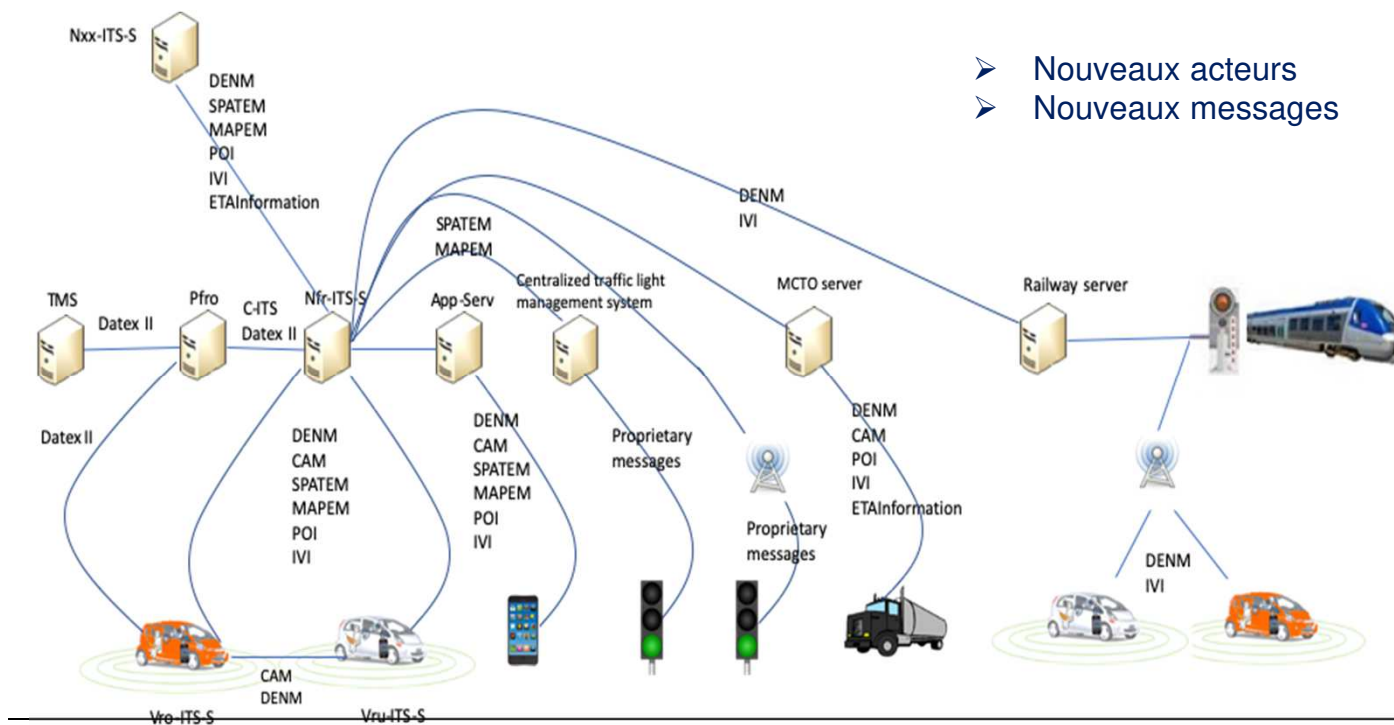 Nxx-ITS-S
DENM
SPATEM
MAPEM
POI
IVI
ETAInformation
➢ Nouveaux acteurs
➢ Nouveaux messages
DENM
IVI
SPATEM
MAPEM
TMS
Datex II
Pfro
C-ITS
Datex II
Nfr-ITS-S
App-Serv
Centralized traffic light
management system
MCTO server
Railway server
Datex II
DENM
CAM
SPATEM
MAPEM
POI
IVI
DENM
CAM
SPATEM
MAPEM
POI
IVI
Proprietary
messages
Proprietary
messages
DENM
CAM
POI
IVI
ETAInformation
DENM
IVI
CAM
DENM
Vro-ITS-S
Vru-ITS-S